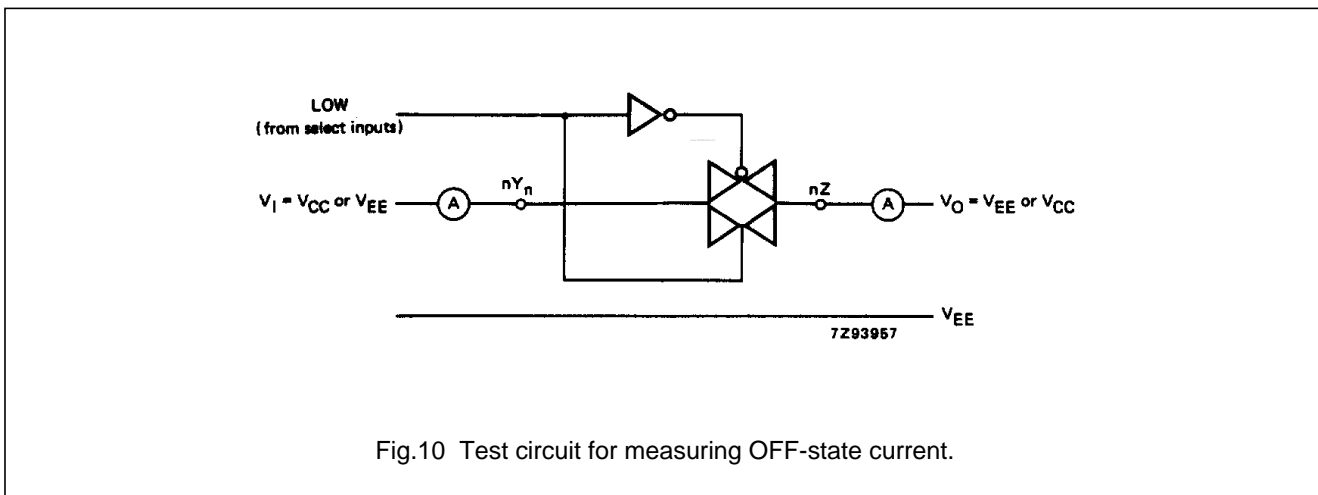 LOW
(from select inputs)
V_I = V_CC or V_EE
A
nY_n
nZ
A
V_O = V_EE or V_CC
V_EE
7Z93957
Fig.10 Test circuit for measuring OFF-state current.